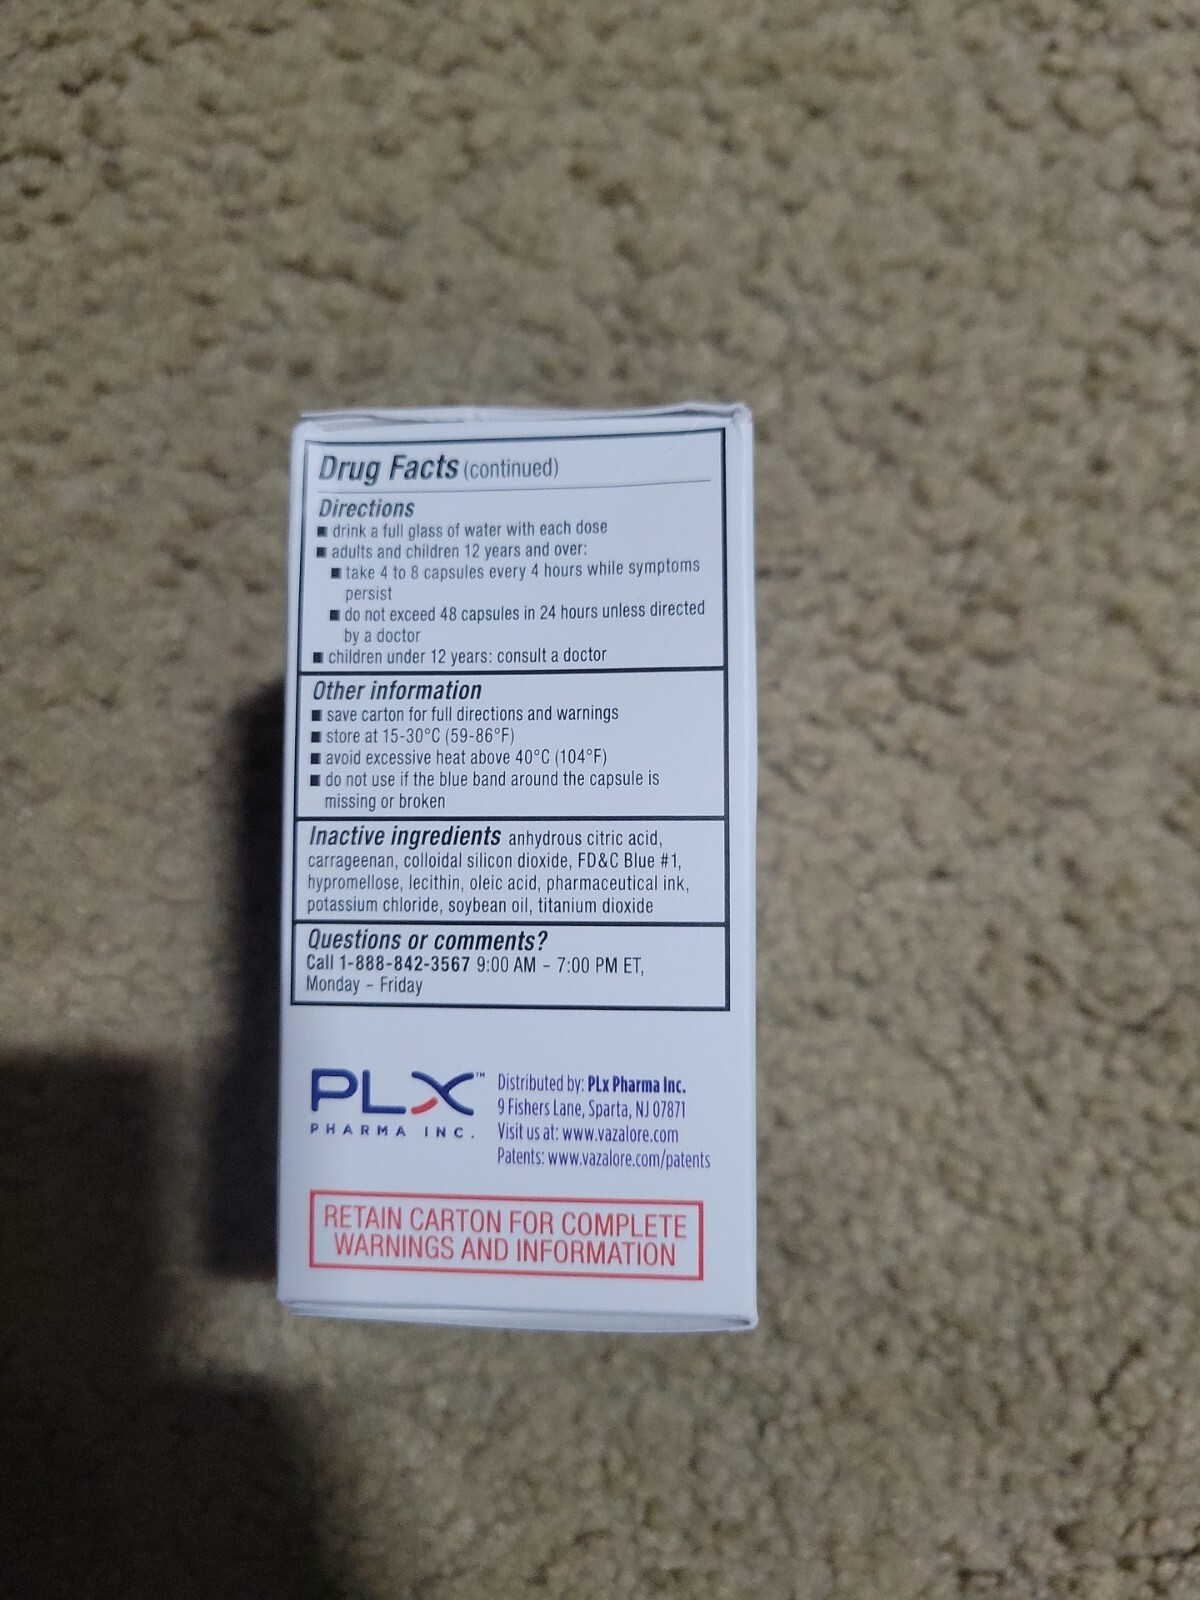 Drug Facts (continued)
Directions
■ drink a full glass of water with each dose
■ adults and children 12 years and over:
■ take 4 to 8 capsules every 4 hours while symptoms
persist
■ do not exceed 48 capsules in 24 hours unless directed
by a doctor
■ children under 12 years: consult a doctor
Other information
■ save carton for full directions and warnings
■ store at 15-30°C (59-86°F)
■ avoid excessive heat above 40°C (104°F)
■ do not use if the blue band around the capsule is
missing or broken
Inactive ingredients anhydrous citric acid,
carrageenan, colloidal silicon dioxide, FD&C Blue #1,
hypromellose, lecithin, oleic acid, pharmaceutical ink,
potassium chloride, soybean oil, titanium dioxide
Questions or comments?
Call 1-888-842-3567 9:00 AM – 7:00 PM ET,
Monday – Friday
PLX™
PHARMA INC.
Distributed by: PLx Pharma Inc.
9 Fishers Lane, Sparta, NJ 07871
Visit us at: www.vazalore.com
Patents: www.vazalore.com/patents
RETAIN CARTON FOR COMPLETE
WARNINGS AND INFORMATION